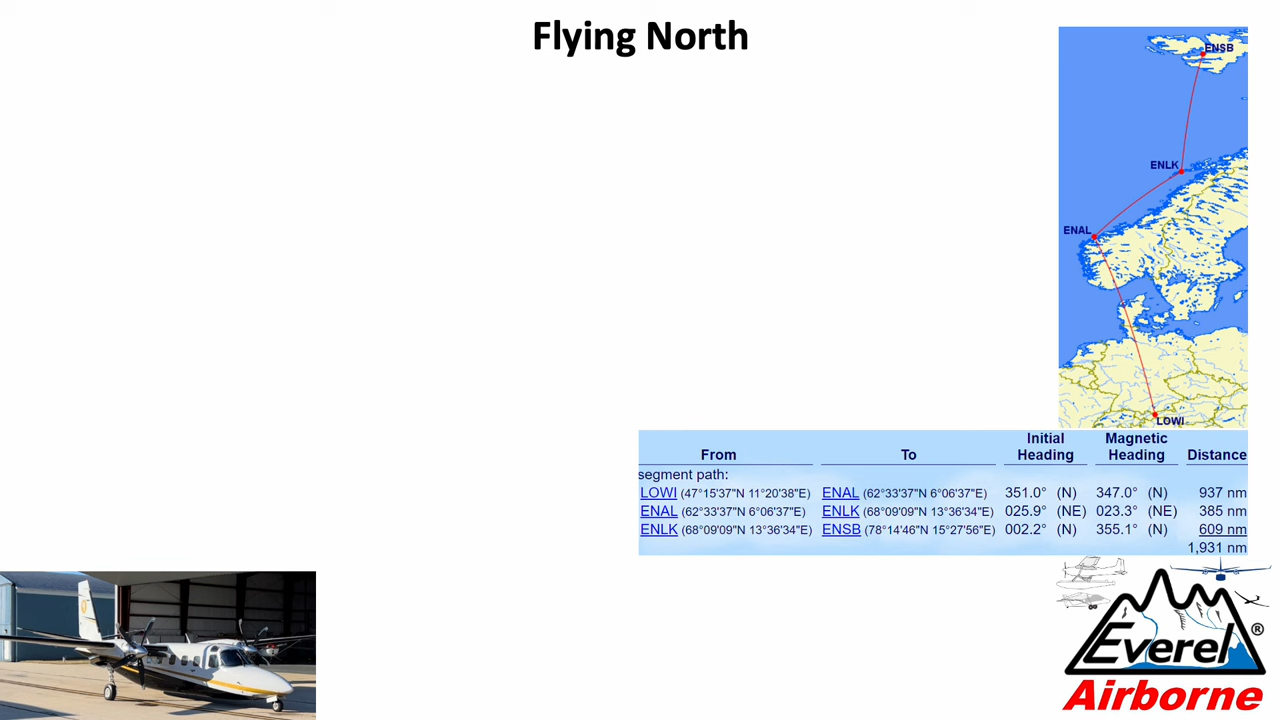 Flying North
ENSB
ENLK
ENAL
LOWI
From To Initial Heading Magnetic Heading Distance
segment path:
LOWI (47°15'37"N 11°20'38"E) ENAL (62°33'37"N 6°06'37"E) 351.0° (N) 347.0° (N) 937 nm
ENAL (62°33'37"N 6°06'37"E) ENLK (68°09'09"N 13°36'34"E) 025.9° (NE) 023.3° (NE) 385 nm
ENLK (68°09'09"N 13°36'34"E) ENSB (78°14'46"N 15°27'56"E) 002.2° (N) 355.1° (N) 609 nm
1,931 nm
Everel®
Airborne